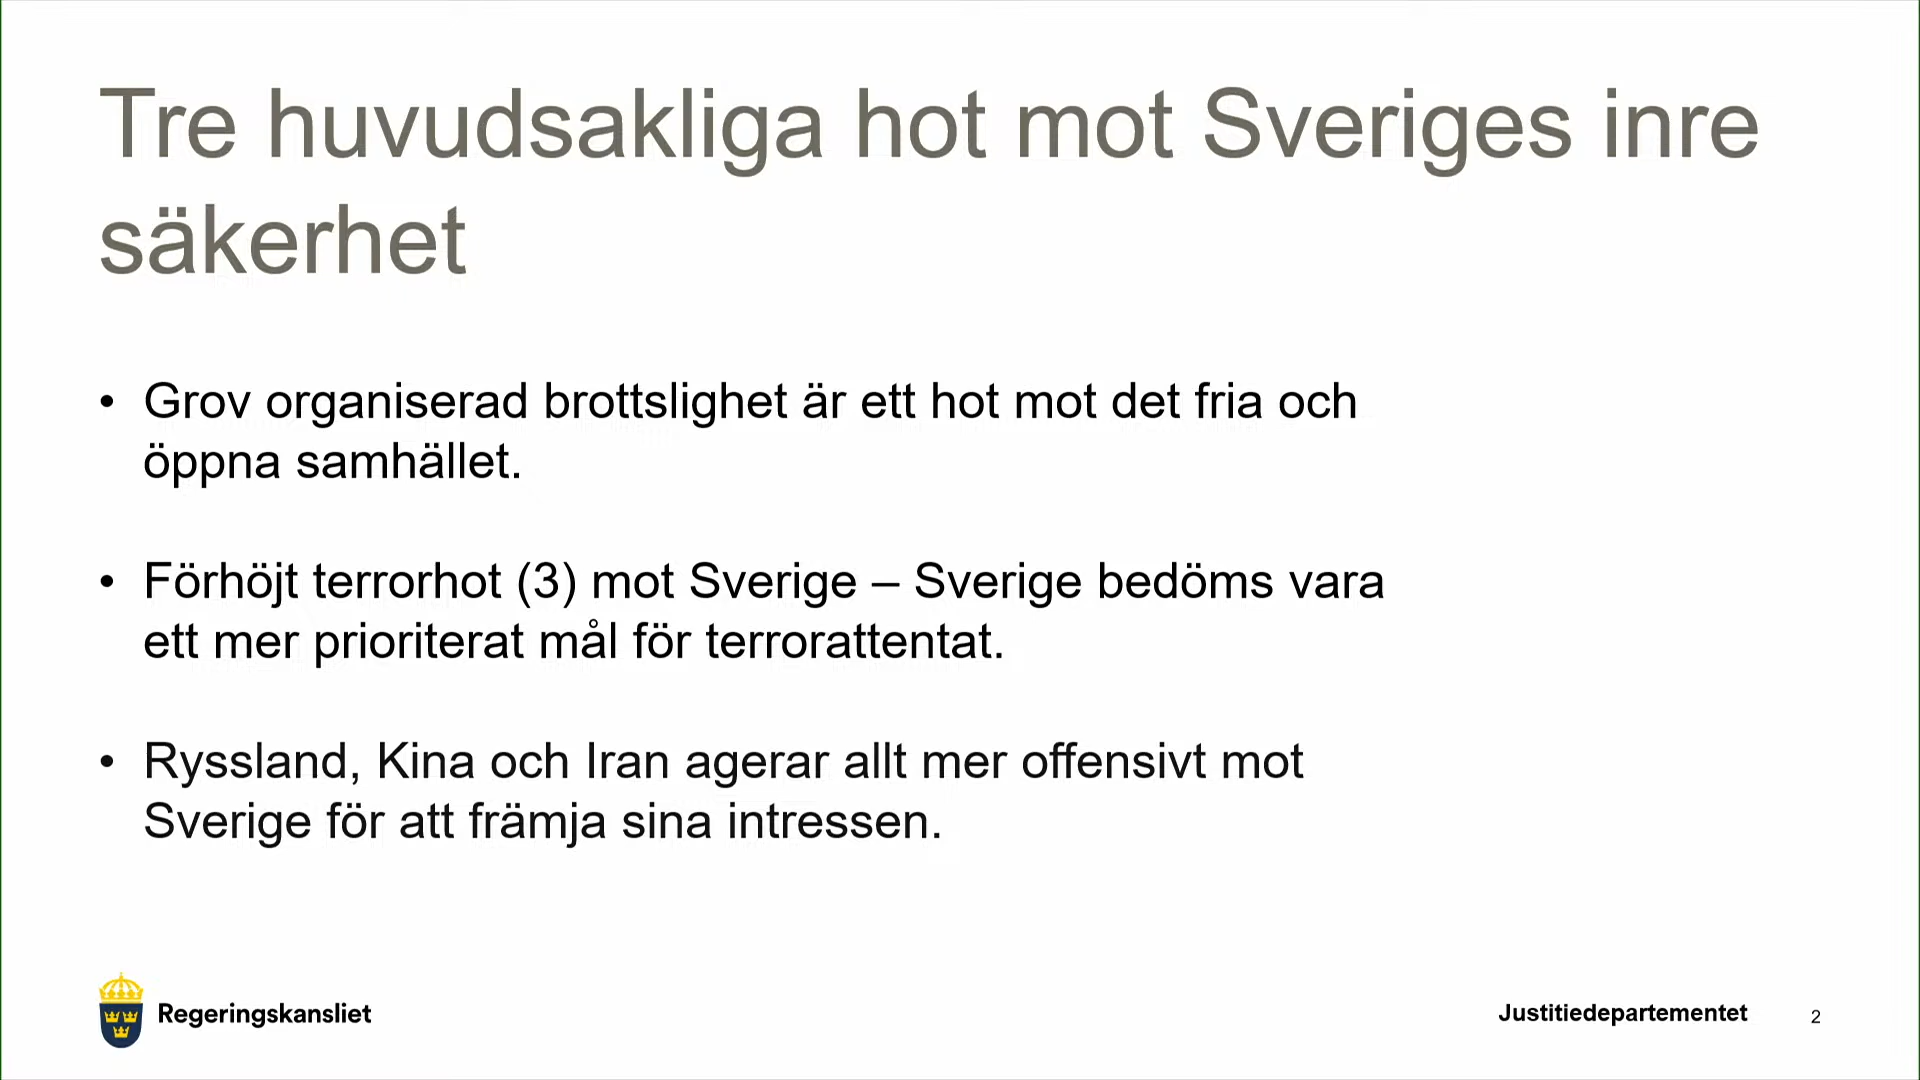 Tre huvudsakliga hot mot Sveriges inre
säkerhet
• Grov organiserad brottslighet är ett hot mot det fria och
öppna samhället.
• Förhöjt terrorhot (3) mot Sverige – Sverige bedöms vara
ett mer prioriterat mål för terrorattentat.
• Ryssland, Kina och Iran agerar allt mer offensivt mot
Sverige för att främja sina intressen.
Regeringskansliet
Justitiedepartementet 2